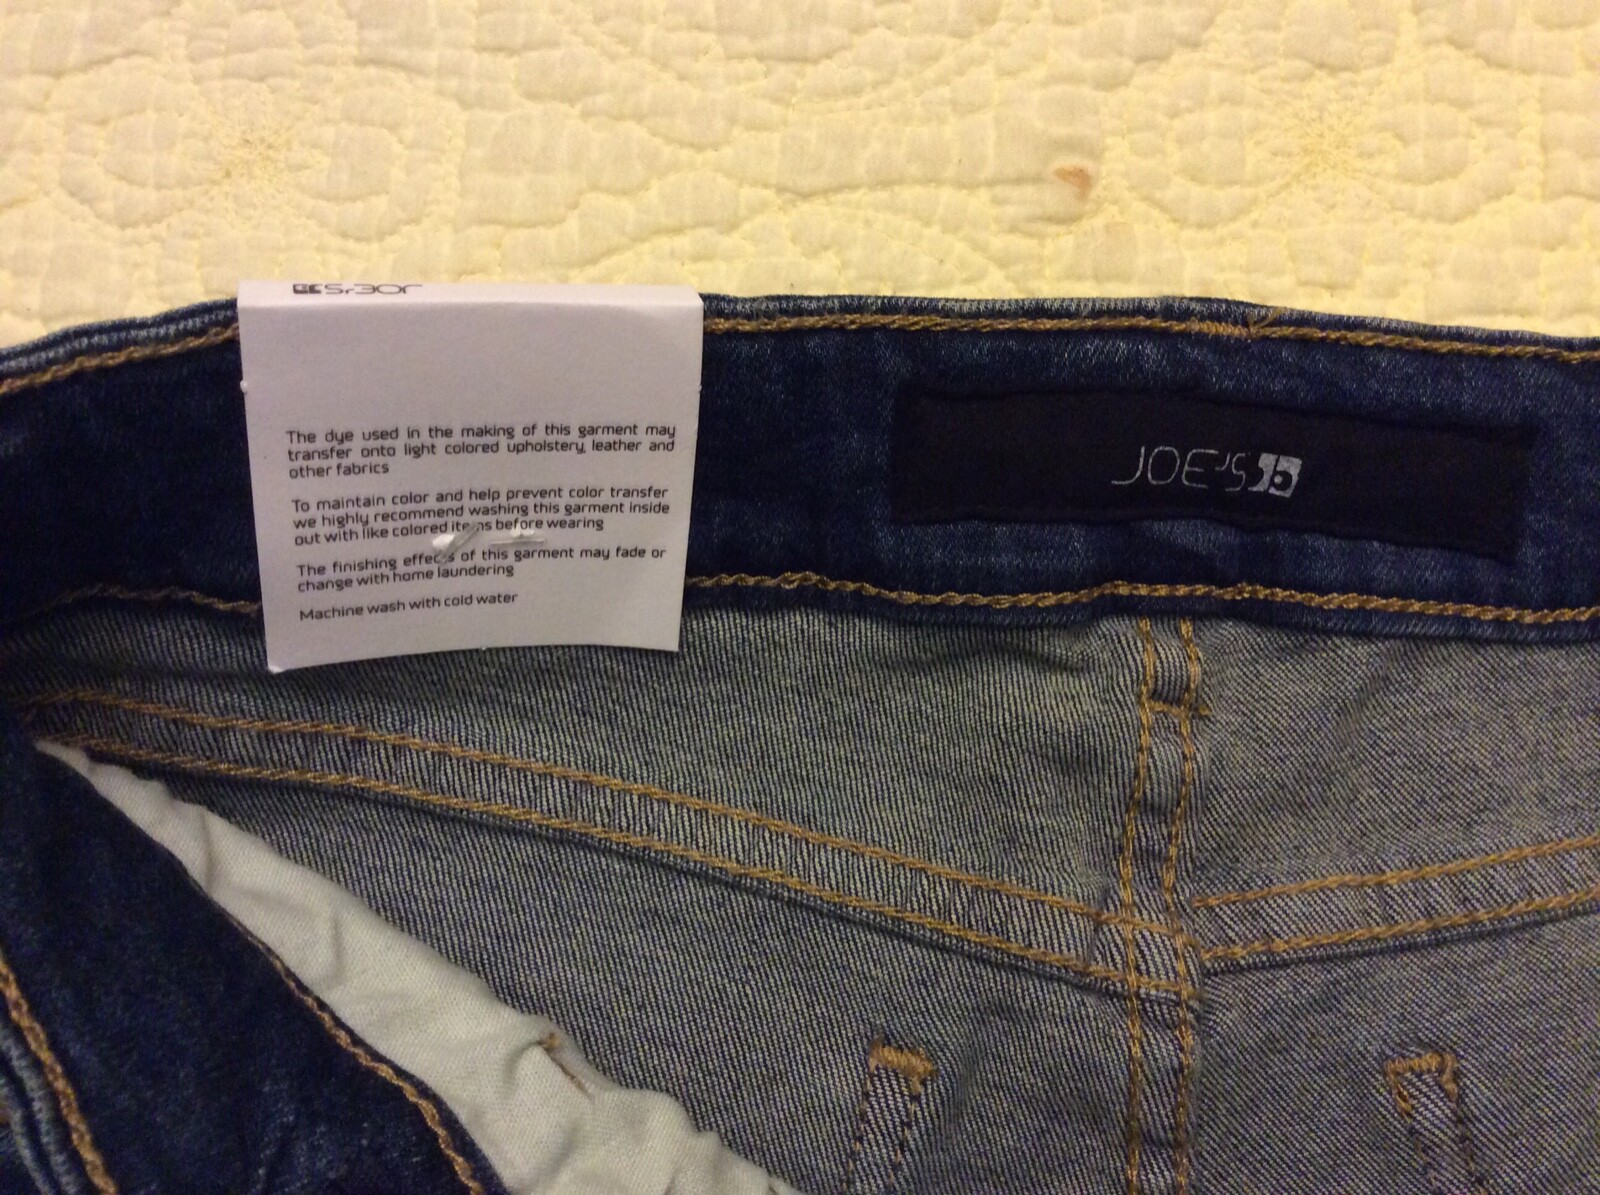 JOE'S
The dye used in the making of this garment may
transfer onto light colored upholstery, leather and
other fabrics
To maintain color and help prevent color transfer
we highly recommend washing this garment inside
out with like colored items before wearing
The finishing effects of this garment may fade or
change with home laundering
Machine wash with cold water
JOE'S